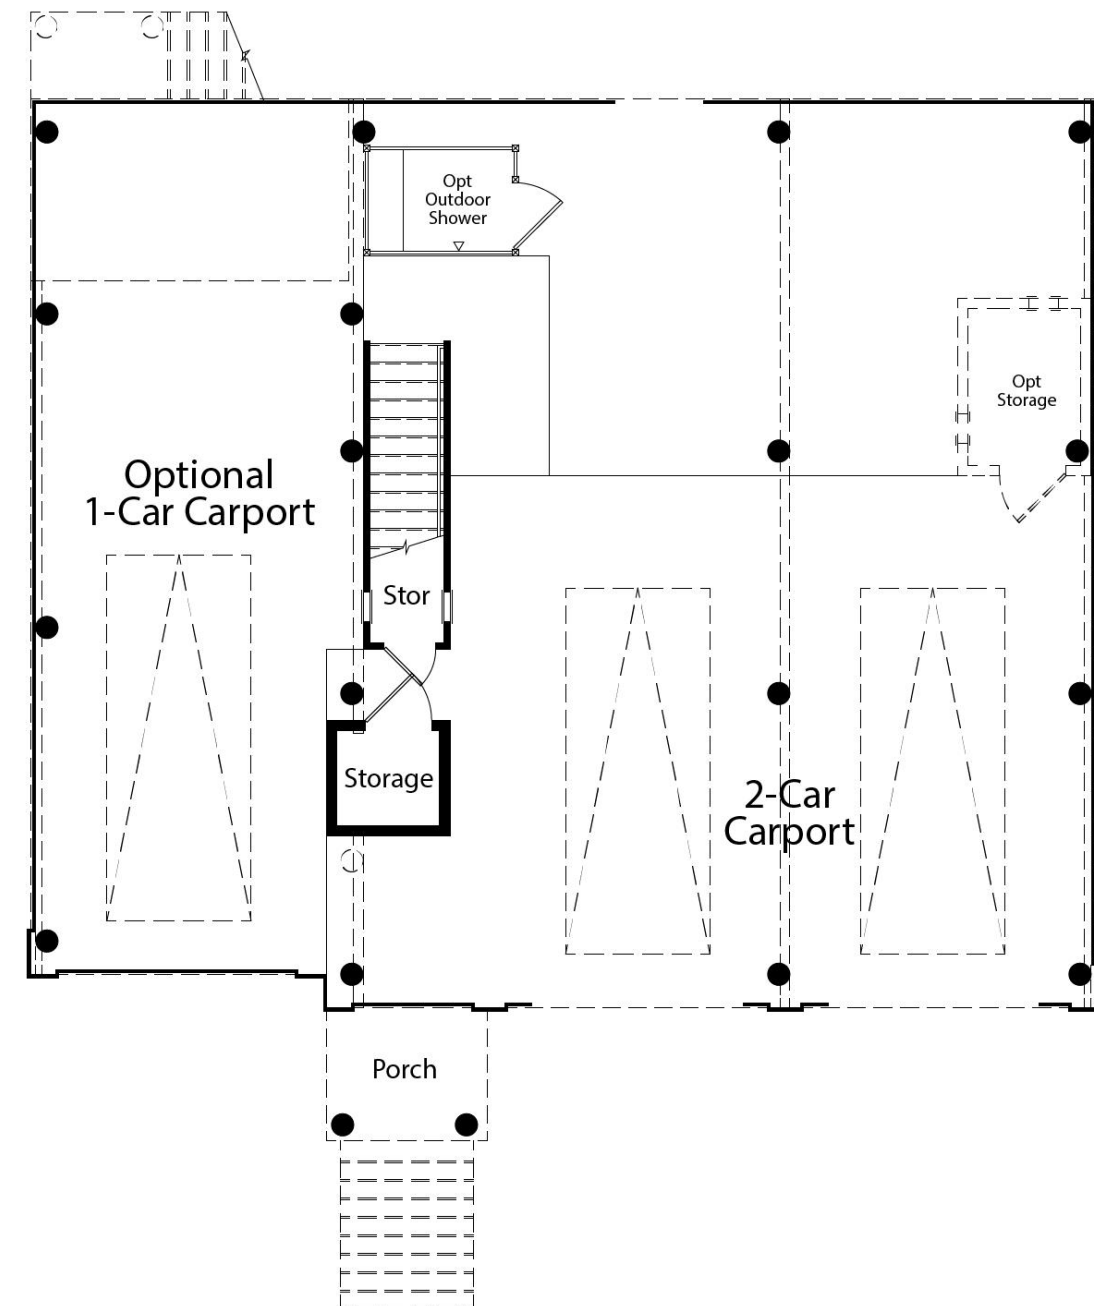 Opt
Outdoor
Shower
Opt
Storage
Optional
1-Car Carport
Stor
Storage
2-Car
Carport
Porch